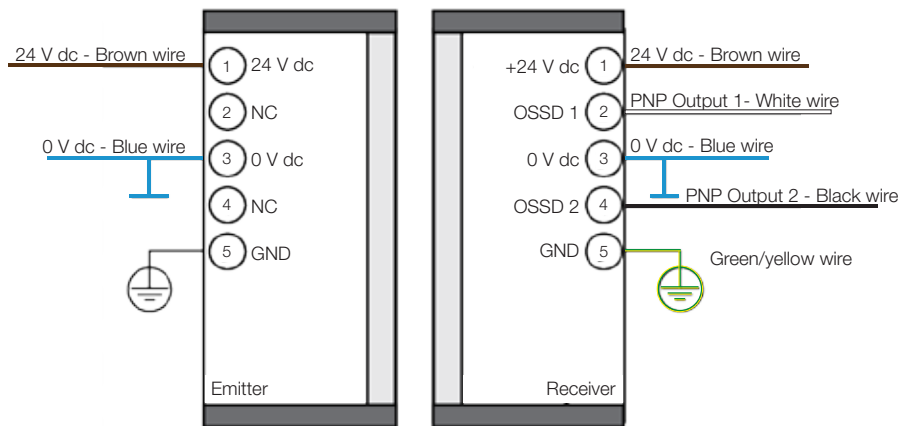 24 V dc - Brown wire
1 24 V dc
2 NC
0 V dc - Blue wire
3 0 V dc
4 NC
5 GND
Emitter
+24 V dc 1
24 V dc - Brown wire
OSSD 1 2
PNP Output 1- White wire
0 V dc 3
0 V dc - Blue wire
OSSD 2 4
PNP Output 2 - Black wire
GND 5
Green/yellow wire
Receiver